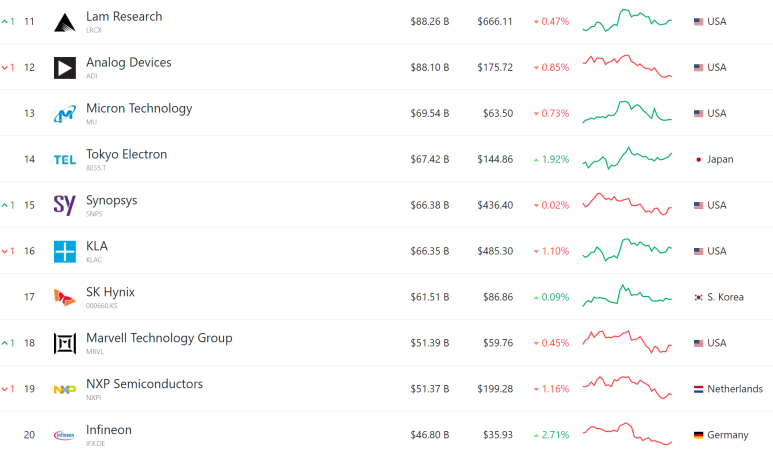 1 11 Lam Research $88.26 B $666.11 0.47% USA
LRCX
1 12 Analog Devices $88.10 B $175.72 0.85% USA
ADI
13 Micron Technology $69.54 B $63.50 0.73% USA
MU
14 TEL Tokyo Electron $67.42 B $144.86 1.92% Japan
8035.T
1 15 SY Synopsys $66.38 B $436.40 0.02% USA
SNPS
1 16 KLA $66.35 B $485.30 1.10% USA
KLAC
17 SK Hynix $61.51 B $86.86 0.09% S. Korea
000660.KS
1 18 Marvell Technology Group $51.39 B $59.76 0.45% USA
MRVL
1 19 NXP NXP Semiconductors $51.37 B $199.28 1.16% Netherlands
NXPI
20 infineon Infineon $46.80 B $35.93 2.71% Germany
IFX.DE